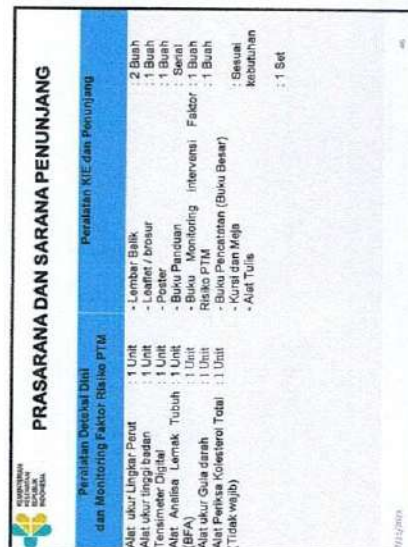 KEMENTERIAN
KESEHATAN
REPUBLIK
INDONESIA
PRASARANA DAN SARANA PENUNJANG
Peralatan Deteksi Dini
dan Monitoring Faktor Risiko PTM
Alat ukur Lingkar Perut : 1 Unit
Alat ukur tinggi badan : 1 Unit
Tensimeter Digital : 1 Unit
Alat Analisa Lemak Tubuh : 1 Unit
(BFA) : 1 Unit
Alat ukur Gula darah : 1 Unit
Alat Periksa Kolesterol Total : 1 Unit
(Tidak wajib)
Peralatan KIE dan Penunjang
- Lembar Balik : 2 Buah
- Leaflet / brosur : 1 Buah
- Poster : 1 Buah
- Buku Panduan : Serial
- Buku Monitoring Intervensi Faktor : 1 Buah
Risiko PTM : 1 Buah
- Buku Pencatatan (Buku Besar)
- Kursi dan Meja : Sesuai
- Alat Tulis kebutuhan
: 1 Set
46